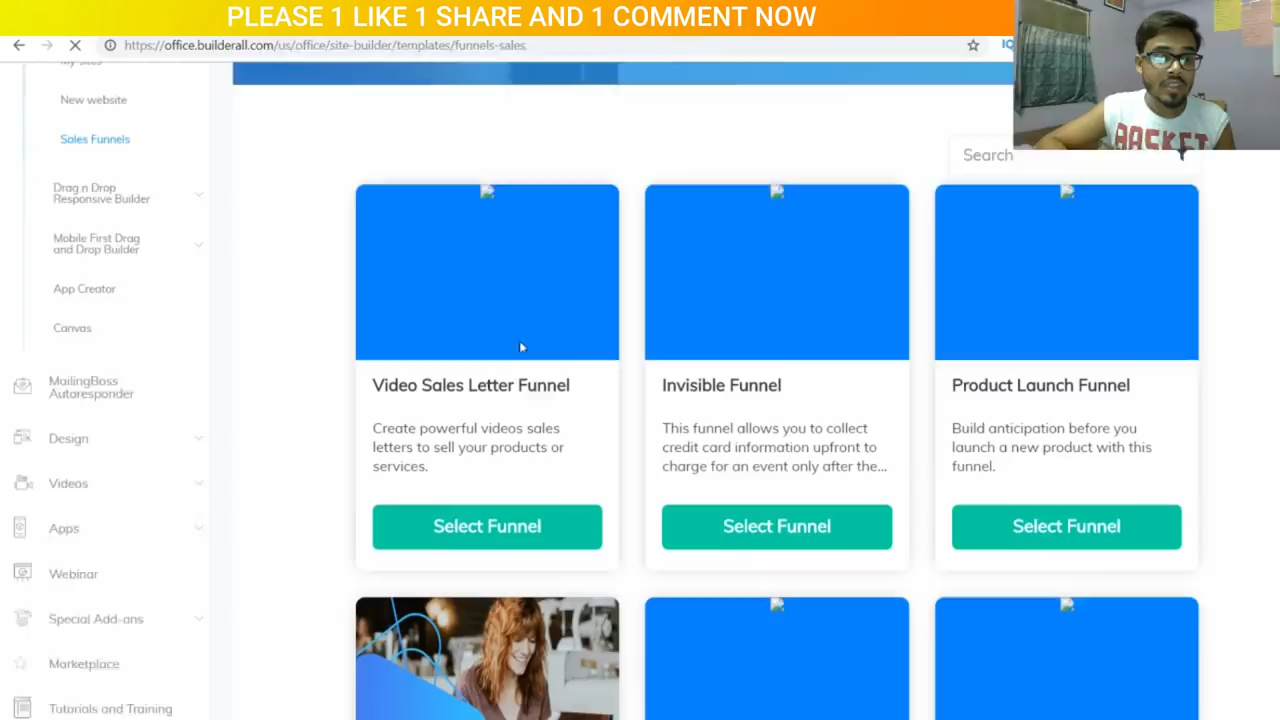 PLEASE 1 LIKE 1 SHARE AND 1 COMMENT NOW
https://office.builderall.com/us/office/site-builder/templates/funnels-sales
IQ
My Sites
New website
Sales Funnels
Drag n Drop
Responsive Builder
Mobile First Drag
and Drop Builder
App Creator
Canvas
MailingBoss
Autoresponder
Design
Videos
Apps
Webinar
Special Add-ons
Marketplace
Tutorials and Training
Search
BASKET
Video Sales Letter Funnel
Create powerful videos sales
letters to sell your products or
services.
Select Funnel
Invisible Funnel
This funnel allows you to collect
credit card information upfront to
charge for an event only after the...
Select Funnel
Product Launch Funnel
Build anticipation before you
launch a new product with this
funnel.
Select Funnel